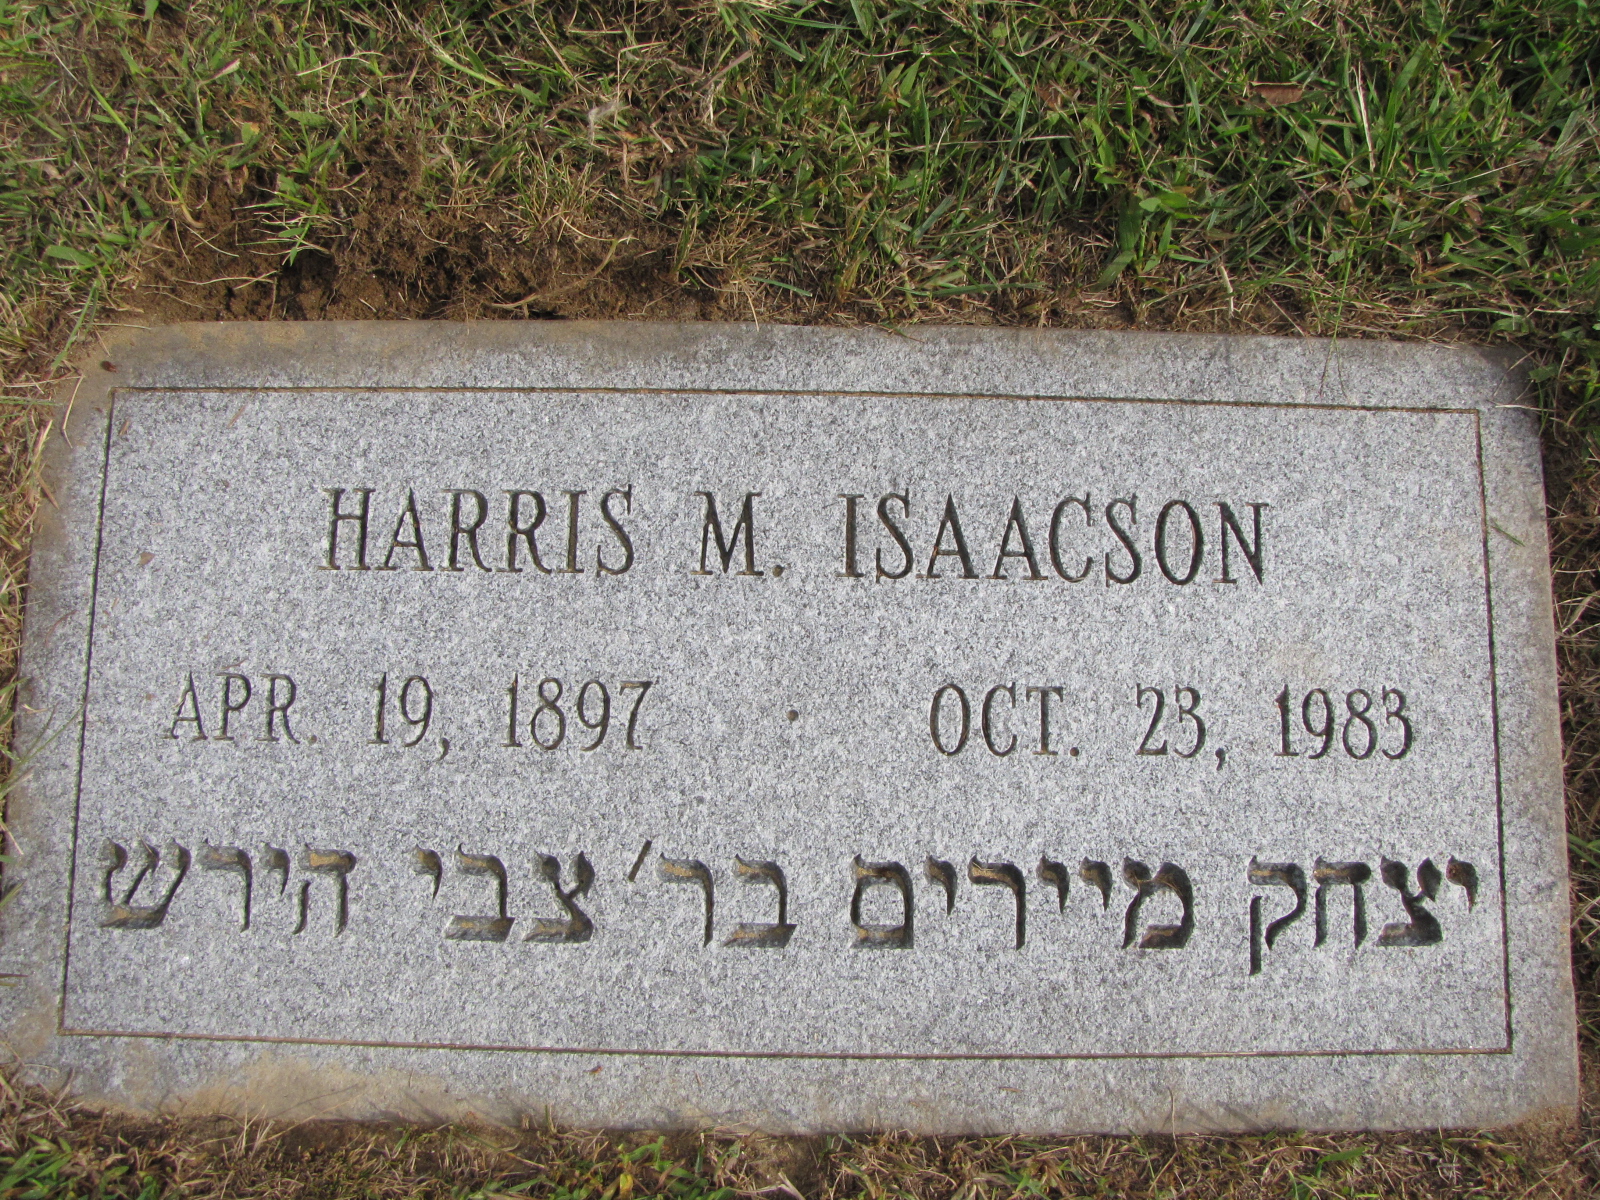 HARRIS M. ISAACSON
APR. 19, 1897 · OCT. 23, 1983
יצחק מיירים בר' צבי הירש